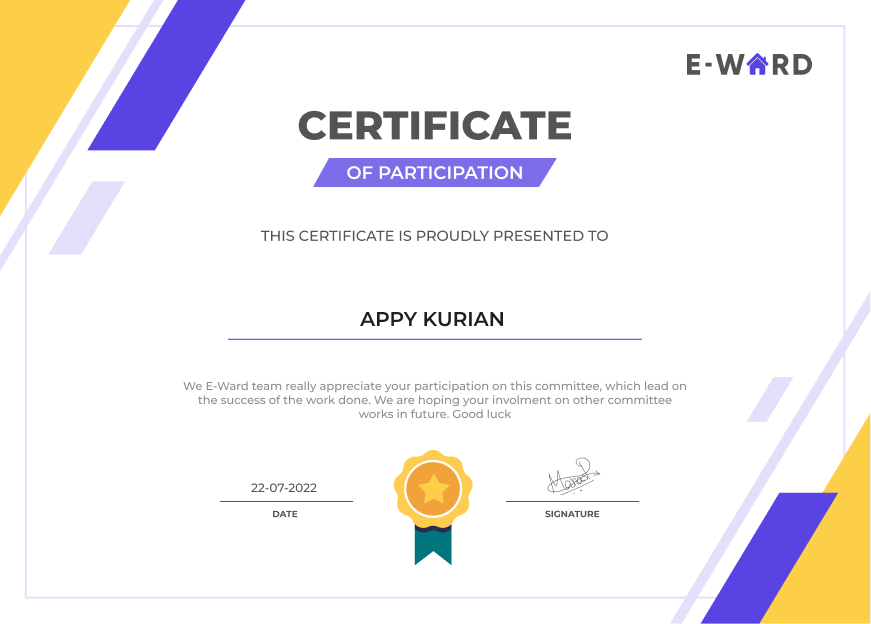 E-WARD
CERTIFICATE
OF PARTICIPATION
THIS CERTIFICATE IS PROUDLY PRESENTED TO
APPY KURIAN
We E-Ward team really appreciate your participation on this committee, which lead on
the success of the work done. We are hoping your involment on other committee
works in future. Good luck
22-07-2022
DATE
SIGNATURE